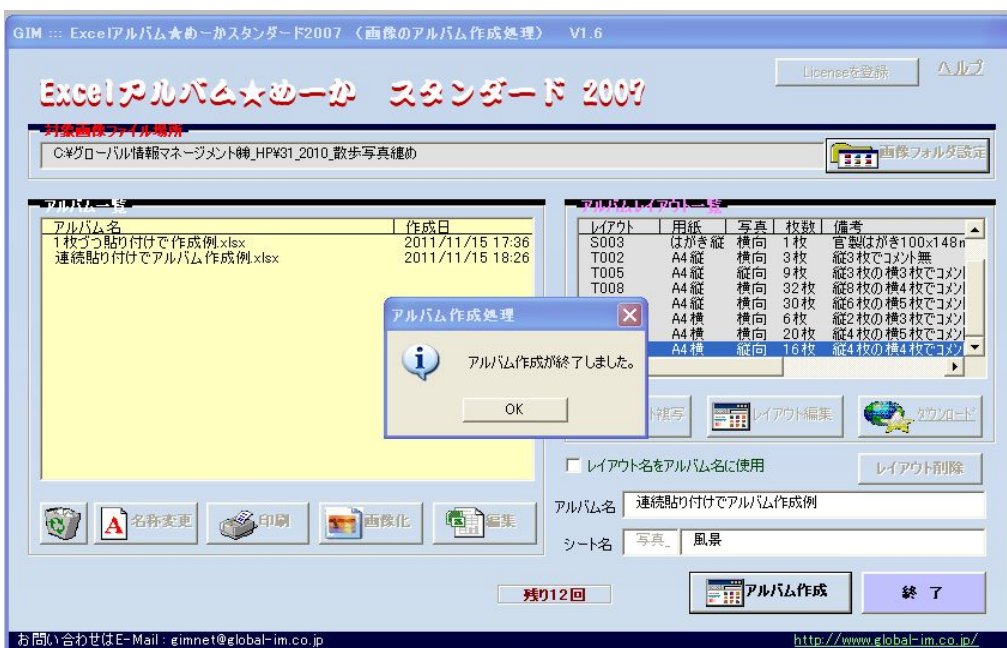 GIM ::: Excelアルバム★めーかスタンダード2007 （画像のアルバム作成処理） V1.6
Excelアルバム★めーか スタンダード 2007
Licenseを登録
ヘルプ
対象画像ファイル場所
C:¥グローバル情報マネージメント㈱_HP¥31_2010_散歩写真纏め
画像フォルダ設定
アルバム一覧
アルバム名 作成日
1枚づつ貼り付けで作成例.xlsx 2011/11/15 17:36
連続貼り付けでアルバム作成例.xlsx 2011/11/15 18:26
アルバムレイアウト一覧
レイアウト 用紙 写真 枚数 備考
S003 はがき縦 横向 1枚 官製はがき100x148m
T002 A4縦 横向 3枚 縦3枚でコメント無
T005 A4縦 縦向 9枚 縦3枚の横3枚でコメント
T008 A4縦 横向 32枚 縦8枚の横4枚でコメント
A4縦 横向 30枚 縦6枚の横5枚でコメント
A4横 横向 6枚 縦2枚の横3枚でコメン
A4横 横向 20枚 縦4枚の横5枚でコメン
A4横 縦向 16枚 縦4枚の横4枚でコメン
アルバム作成処理
アルバム作成が終了しました。
OK
ト複写
レイアウト編集
ダウンロード
レイアウト名をアルバム名に使用
レイアウト削除
アルバム名 連続貼り付けでアルバム作成例
シート名 写真_ 風景
名称変更
印刷
画像化
編集
残り12回
アルバム作成
終 了
お問い合わせはE-Mail : gimnet@global-im.co.jp
http://www.global-im.co.jp/